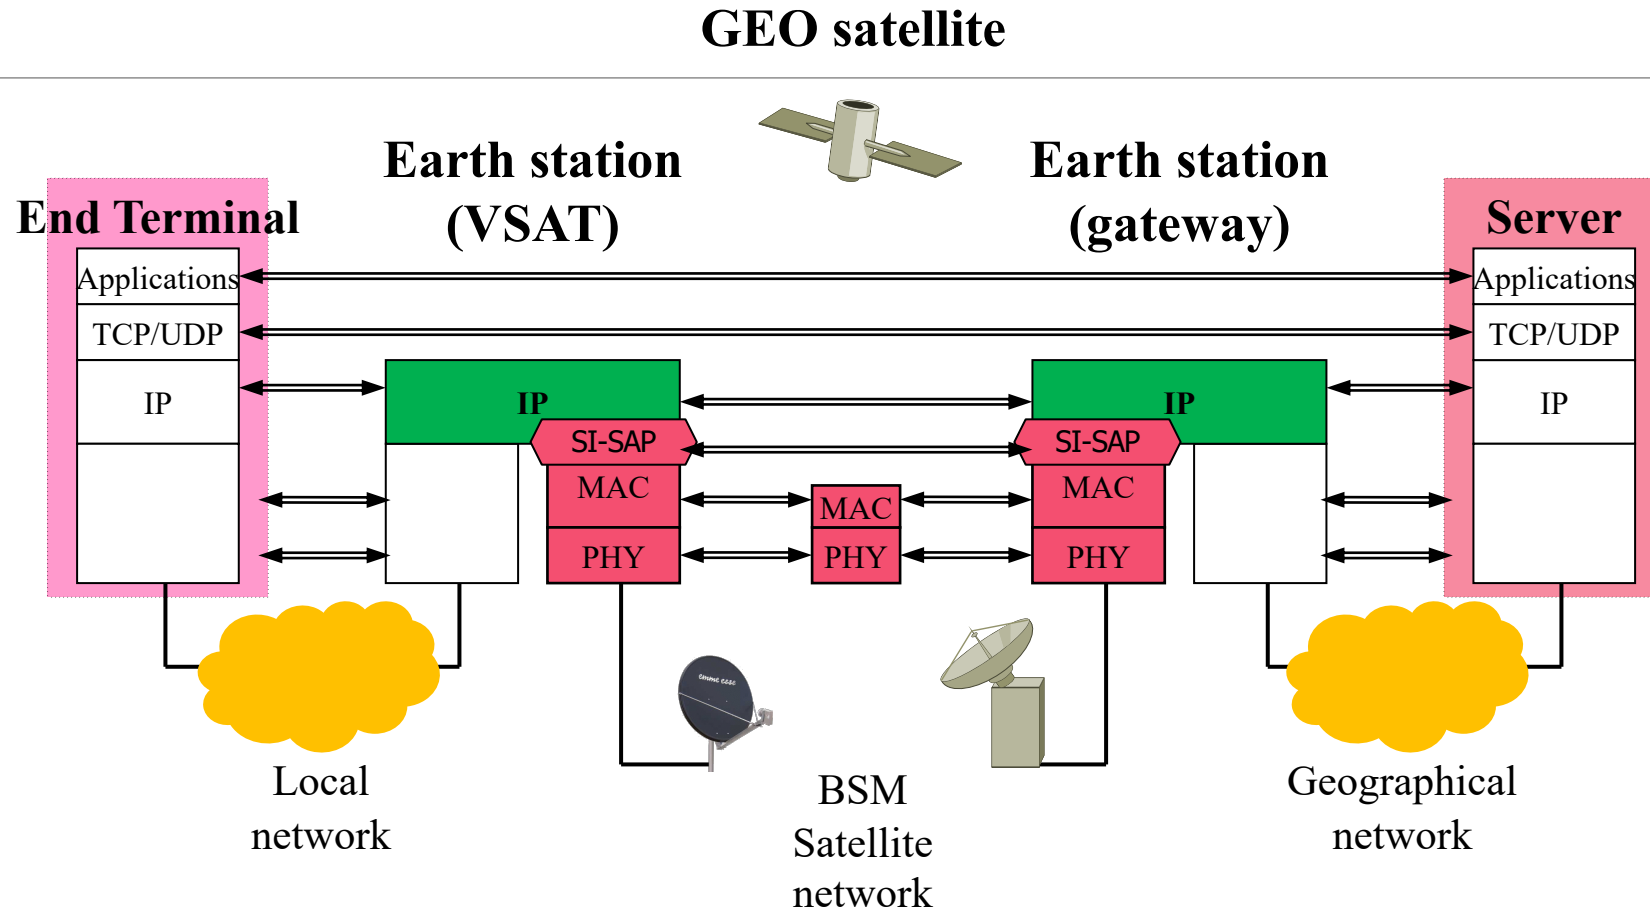 GEO satellite
Earth station
(VSAT)
Earth station
(gateway)
End Terminal
Server
Applications
TCP/UDP
IP
Applications
TCP/UDP
IP
IP
SI-SAP
MAC
PHY
MAC
PHY
IP
SI-SAP
MAC
PHY
emme esse
Local
network
BSM
Satellite
network
Geographical
network